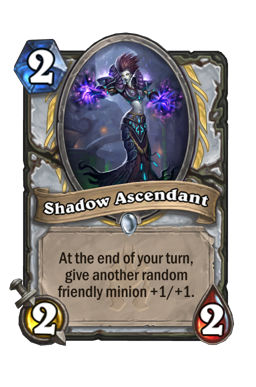 2
Shadow Ascendant
At the end of your turn,
give another random
friendly minion +1/+1.
2 2